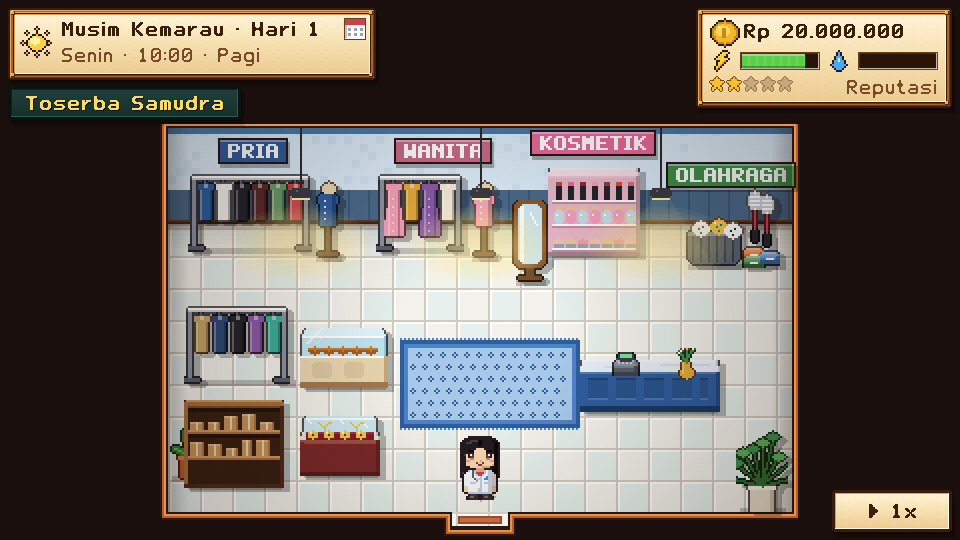 Musim Kemarau · Hari 1
Senin · 10:00 · Pagi
Rp 20.000.000
Reputasi
Toserba Samudra
PRIA
WANITA
KOSMETIK
OLAHRAGA
1x